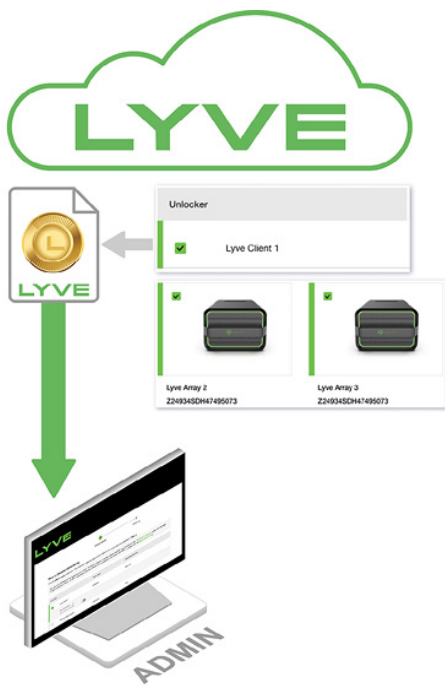 LYVE
Unlocker
Lyve Client 1
L
LYVE
Lyve Array 2
Z24934SDH47495073
Lyve Array 3
Z24934SDH47495073
LYVE
ADMIN